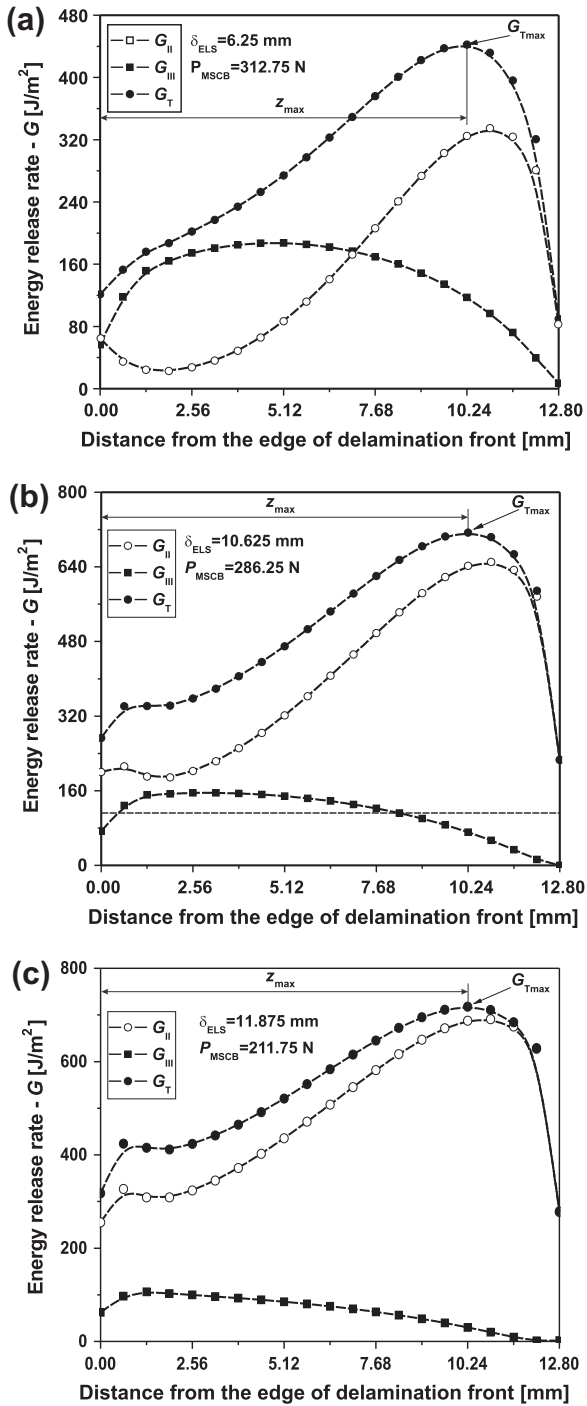 (a)
G_II
G_III
G_T
δ_ELS=6.25 mm
P_MSCB=312.75 N
G_Tmax
z_max
480
400
320
240
160
80
0
Energy release rate - G [J/m²]
0.00 2.56 5.12 7.68 10.24 12.80
Distance from the edge of delamination front [mm]
(b)
z_max
G_Tmax
G_II
G_III
G_T
δ_ELS=10.625 mm
P_MSCB=286.25 N
800
640
480
320
160
0
Energy release rate - G [J/m²]
0.00 2.56 5.12 7.68 10.24 12.80
Distance from the edge of delamination front [mm]
(c)
z_max
G_Tmax
G_II
G_III
G_T
δ_ELS=11.875 mm
P_MSCB=211.75 N
800
600
400
200
0
Energy release rate - G [J/m²]
0.00 2.56 5.12 7.68 10.24 12.80
Distance from the edge of delamination front [mm]